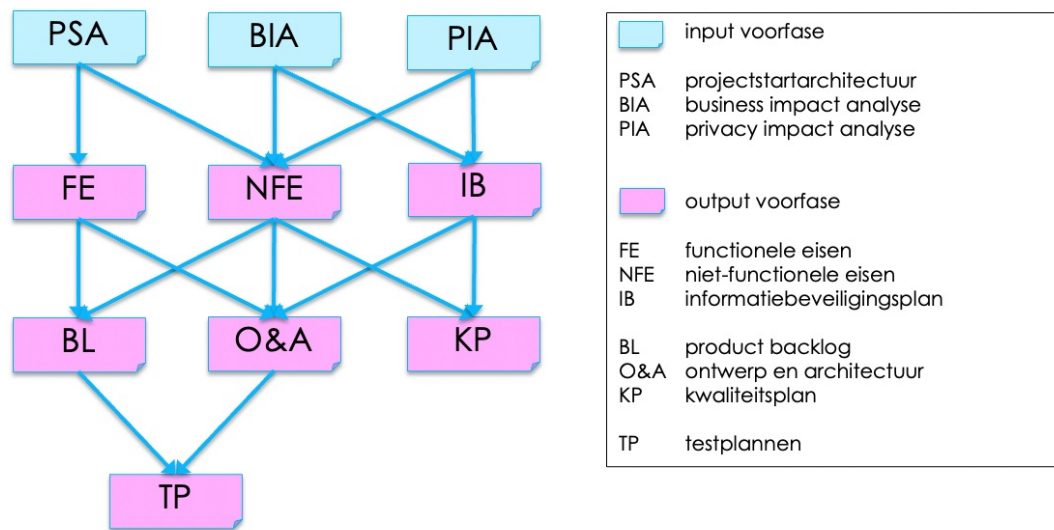 PSA
BIA
PIA
FE
NFE
IB
BL
O&A
KP
TP
input voorfase
PSA projectstartarchitectuur
BIA business impact analyse
PIA privacy impact analyse
output voorfase
FE functionele eisen
NFE niet-functionele eisen
IB informatiebeveiligingsplan
BL product backlog
O&A ontwerp en architectuur
KP kwaliteitsplan
TP testplannen